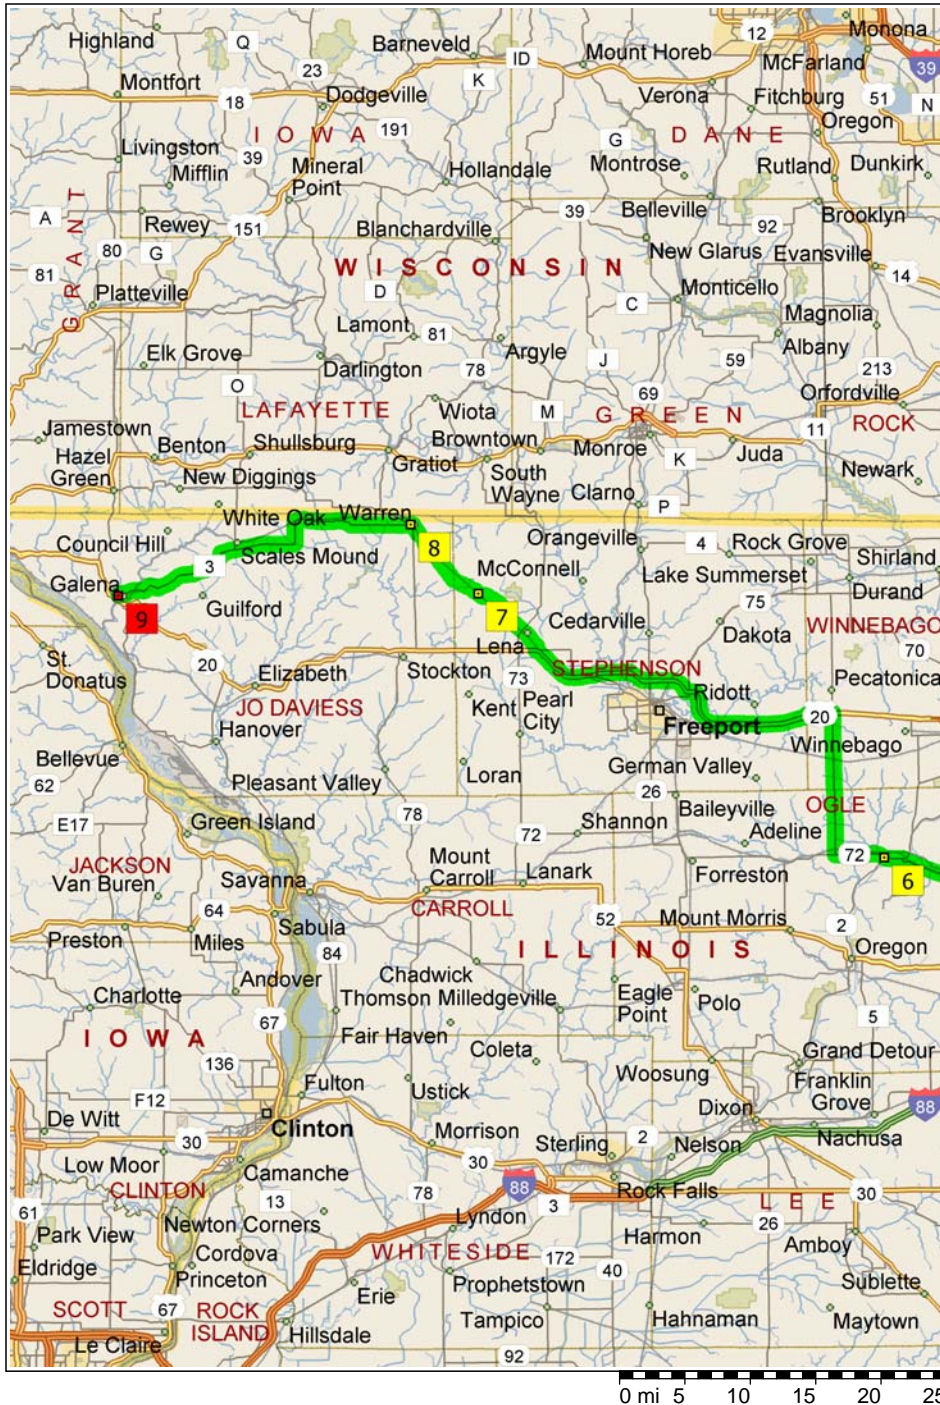 Highland Q Barneveld ID Mount Horeb 12 Monona
23 K McFarland 39
Montfort 18 Dodgeville Verona Fitchburg 51 N
IOWA 191 G DANE Oregon
Livingston 39 Mineral Point Hollandale Montrose Rutland Dunkirk
Mifflin
GRANT
A Rewey 151 Blanchardville 39 Belleville 92 Brooklyn
80 G New Glarus Evansville
81 WISCONSIN 14
Platteville D C Monticello
Magnolia
Lamont 81 Albany
Elk Grove Darlington Argyle J 59
78 213
O 69 Orfordville
LAFAYETTE Wiota M GREEN ROCK
Jamestown Benton Shullsburg Browntown 11
Hazel Green Gratiot Monroe K Juda
New Diggings South Wayne Clarno Newark
P
White Oak Warren Orangeville
Council Hill 8 4 Rock Grove Shirland
3 Scales Mound McConnell
Galena Lake Summerset Durand
9 Guilford 7 Cedarville 75
Dakota WINNEBAGO
St. Donatus 20 Lena 70
Elizabeth Stockton 73 STEPHENSON Pecatonica
JO DAVIESS Kent Pearl City Ridott
Hanover Freeport 20
Bellevue Winnebago
62 Pleasant Valley Loran German Valley
26 OGLE
E17 Green Island 78 72 Shannon Baileyville Adeline
JACKSON Mount Carroll Lanark 72
Van Buren Savanna Forreston 6
64 CARROLL 52 Mount Morris 2
Preston Miles Sabula ILLINOIS Oregon
84
Andover Chadwick
Charlotte Thomson Milledgeville Eagle Point Polo
67 5
IOWA Fair Haven
136 Coleta Grand Detour
Fulton Ustick Woosung Franklin Grove
F12 88
De Witt Dixon
Clinton Nachusa
30 Morrison Sterling 2 Nelson
Low Moor Camanche 30
CLINTON 13 78 88 3 Rock Falls LEE 30
61 Newton Corners Lyndon 26
Park View WHITESIDE Harmon Amboy
Cordova 172
Eldridge Princeton Prophetstown 40 Sublette
Erie
SCOTT 67 ROCK ISLAND Tampico Hahnaman Maytown
Le Claire Hillsdale
92
0 mi 5 10 15 20 25